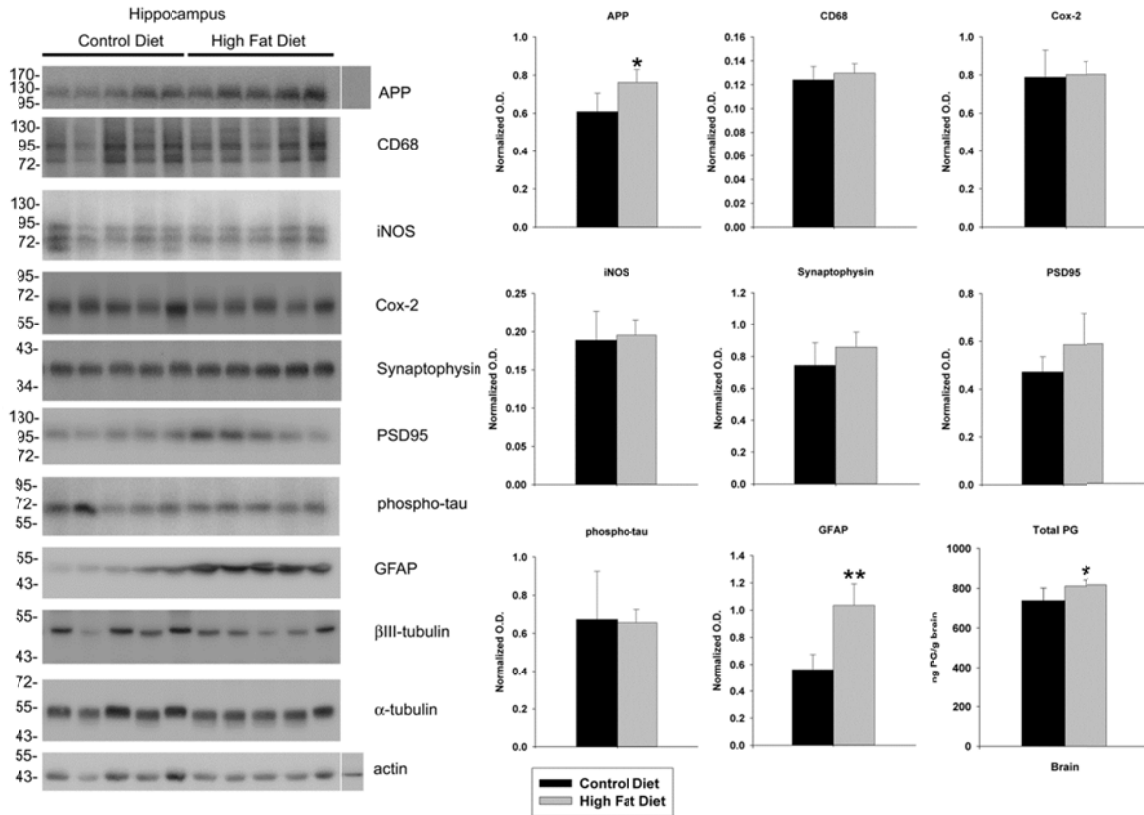 Hippocampus
Control Diet High Fat Diet
170-
130-
95-
APP
130-
95-
72-
CD68
130-
95-
72-
iNOS
95-
72-
55-
Cox-2
43-
34-
Synaptophysin
130-
95-
72-
PSD95
95-
72-
55-
phospho-tau
55-
43-
GFAP
55-
43-
βIII-tubulin
72-
55-
43-
α-tubulin
55-
43-
actin
APP
Normalized O.D.
1.0
0.8
0.6
0.4
0.2
0.0
*
CD68
Normalized O.D.
0.16
0.14
0.12
0.10
0.08
0.06
0.04
0.02
0.00
Cox-2
Normalized O.D.
1.0
0.8
0.6
0.4
0.2
0.0
iNOS
Normalized O.D.
0.25
0.20
0.15
0.10
0.05
0.00
Synaptophysin
Normalized O.D.
1.2
1.0
0.8
0.6
0.4
0.2
0.0
PSD95
Normalized O.D.
0.8
0.6
0.4
0.2
0.0
phospho-tau
Normalized O.D.
1.0
0.8
0.6
0.4
0.2
0.0
GFAP
Normalized O.D.
1.4
1.2
1.0
0.8
0.6
0.4
0.2
0.0
**
Total PG
ng PG/g brain
1000
800
600
400
200
0
*
Brain
Control Diet
High Fat Diet